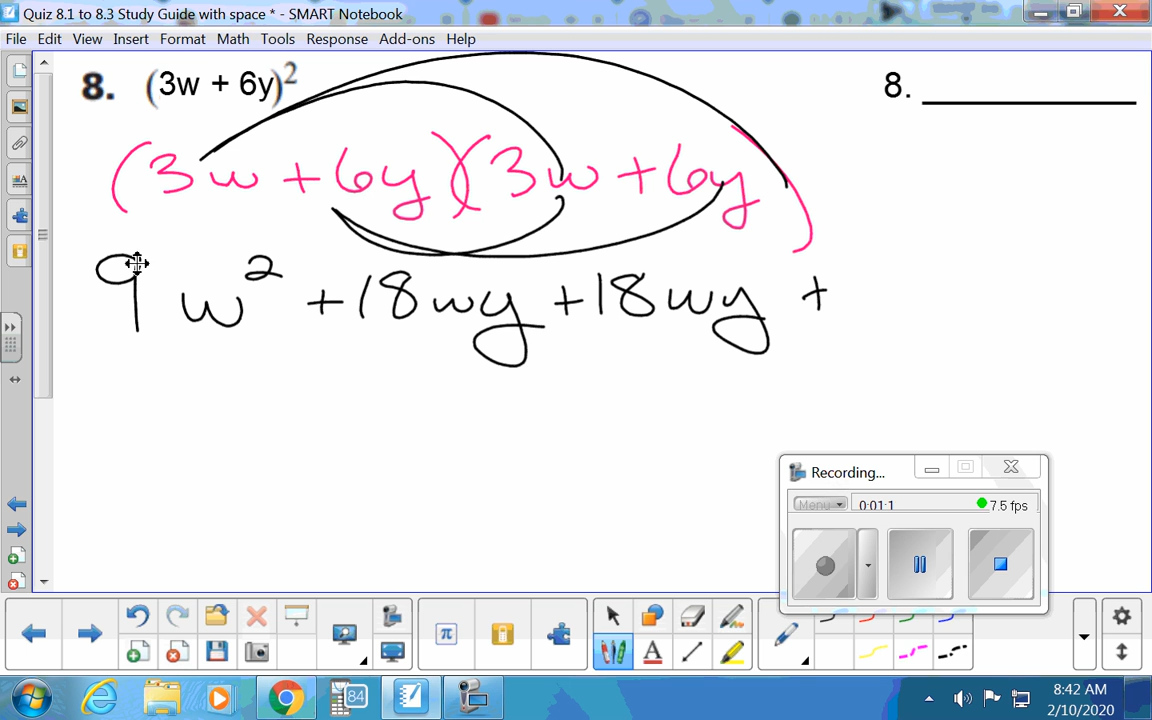 Quiz 8.1 to 8.3 Study Guide with space * - SMART Notebook
File Edit View Insert Format Math Tools Response Add-ons Help
8. (3w + 6y)² 8. __________
(3w + 6y)(3w + 6y)
9w² + 18wy + 18wy +
Recording...
Menu 0:01:1 7.5 fps
π A
84 8:42 AM
2/10/2020